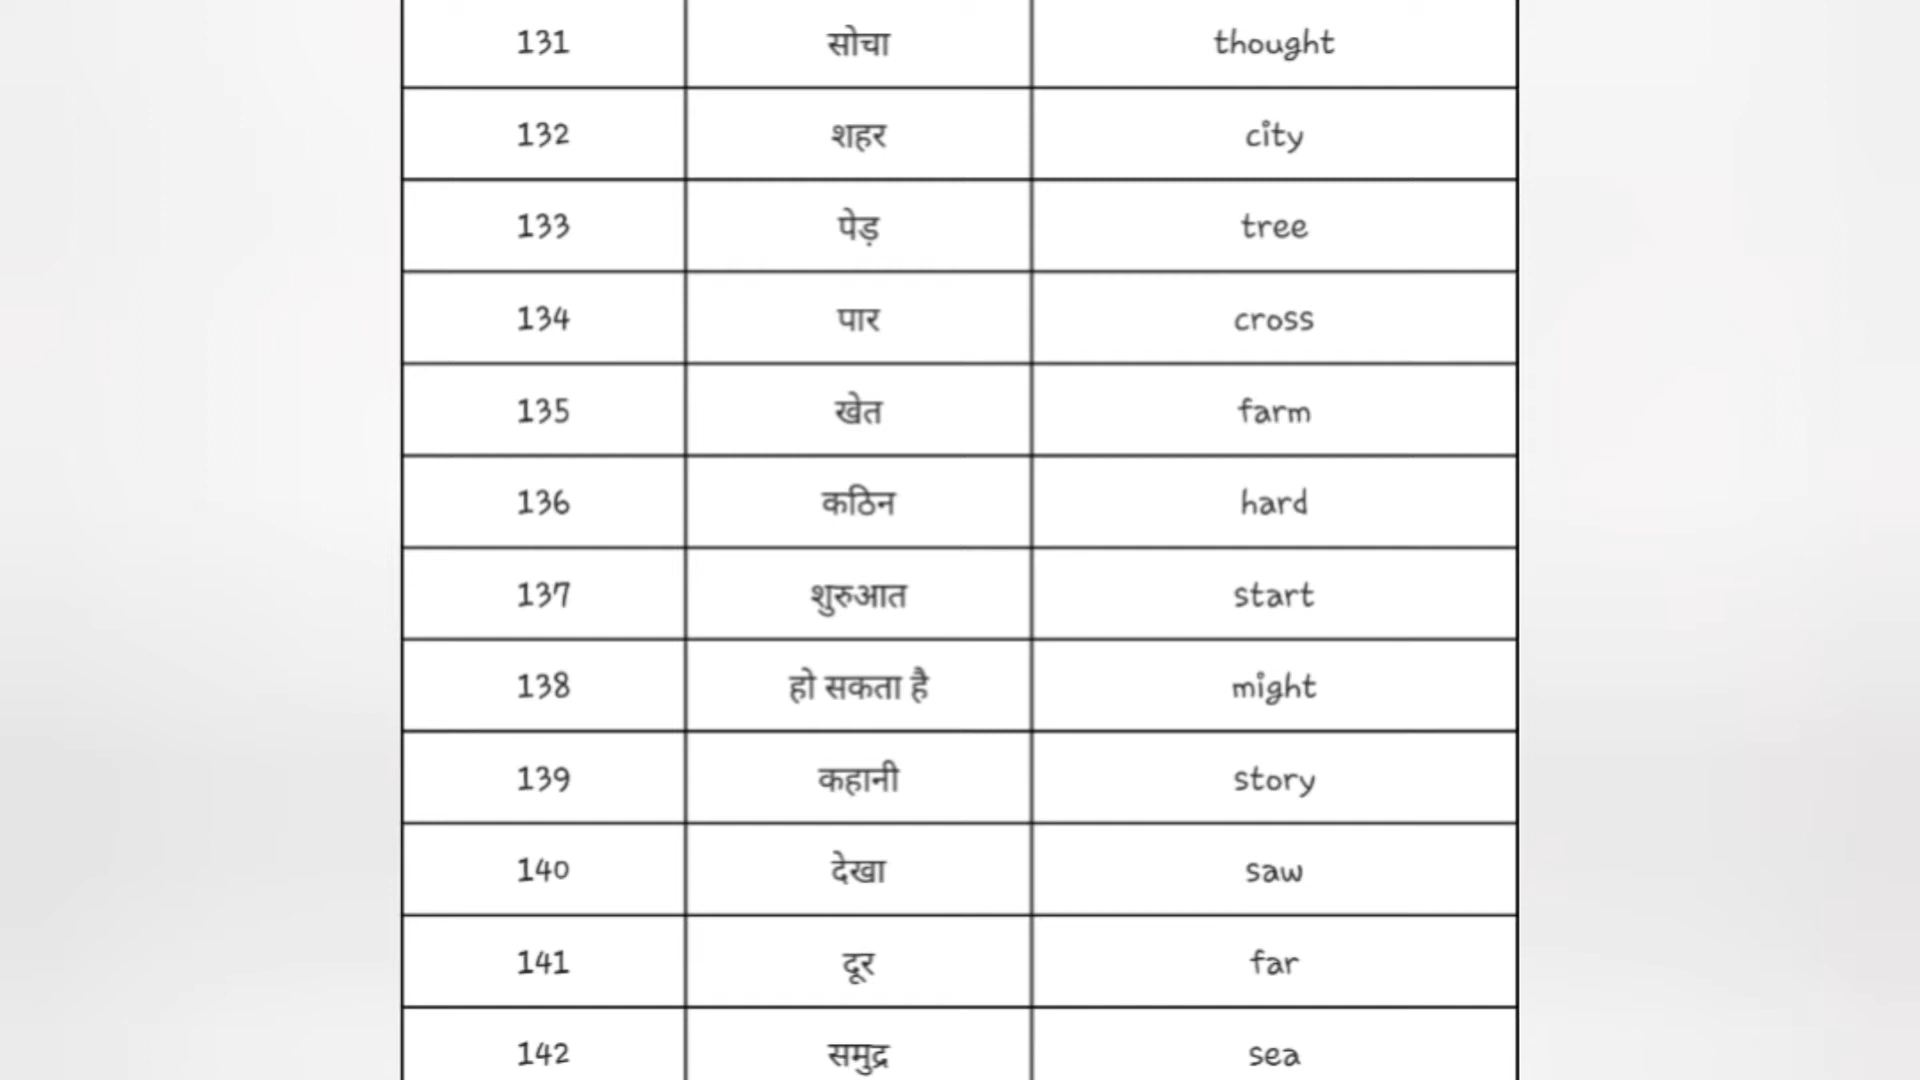 131 सोचा thought
132 शहर city
133 पेड़ tree
134 पार cross
135 खेत farm
136 कठिन hard
137 शुरुआत start
138 हो सकता है might
139 कहानी story
140 देखा saw
141 दूर far
142 समुद्र sea